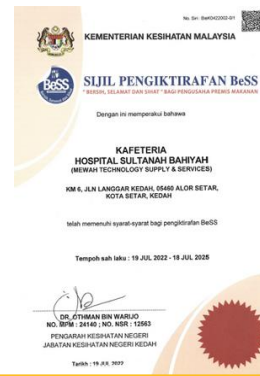 No. Siri: BeKO422002-0/1
KEMENTERIAN KESIHATAN MALAYSIA
BeSS
SIJIL PENGIKTIRAFAN BeSS
"BERSIH, SELAMAT DAN SIHAT" BAGI PENGUSAHA PREMIS MAKANAN
Dengan ini memperakui bahawa
KAFETERIA
HOSPITAL SULTANAH BAHIYAH
(MEWAH TECHNOLOGY SUPPLY & SERVICES)
KM 6, JLN LANGGAR KEDAH, 05460 ALOR SETAR,
KOTA SETAR, KEDAH
telah memenuhi syarat-syarat bagi pengiktirafan BeSS
Tempoh sah laku : 19 JUL 2022 - 18 JUL 2025
DR. OTHMAN BIN WARIJO
NO. MPM : 24140 ; NO. NSR : 12563
PENGARAH KESIHATAN NEGERI
JABATAN KESIHATAN NEGERI KEDAH
Tarikh : 19 JUL 2022